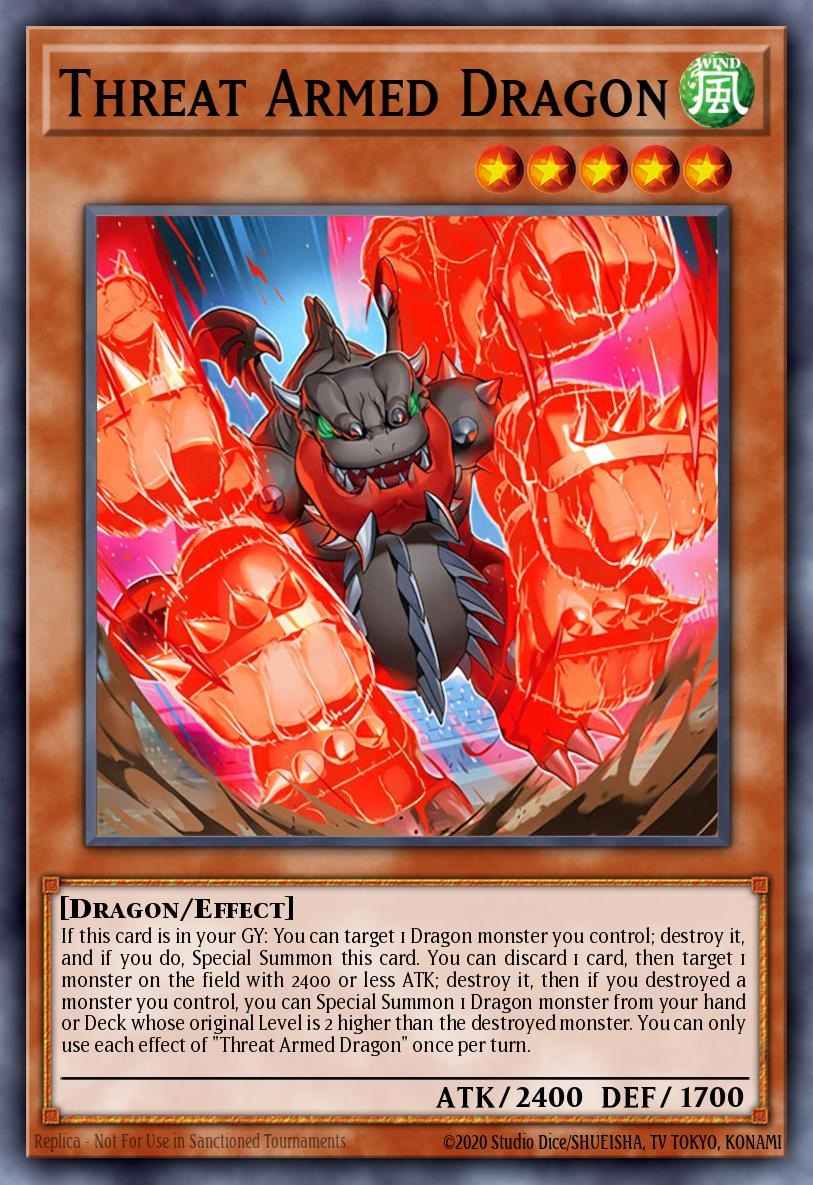 THREAT ARMED DRAGON
WIND
風
[DRAGON/EFFECT]
If this card is in your GY: You can target 1 Dragon monster you control; destroy it,
and if you do, Special Summon this card. You can discard 1 card, then target 1
monster on the field with 2400 or less ATK; destroy it, then if you destroyed a
monster you control, you can Special Summon 1 Dragon monster from your hand
or Deck whose original Level is 2 higher than the destroyed monster. You can only
use each effect of "Threat Armed Dragon" once per turn.
ATK/2400 DEF/1700
Replica - Not For Use in Sanctioned Tournaments.
©2020 Studio Dice/SHUEISHA, TV TOKYO, KONAMI